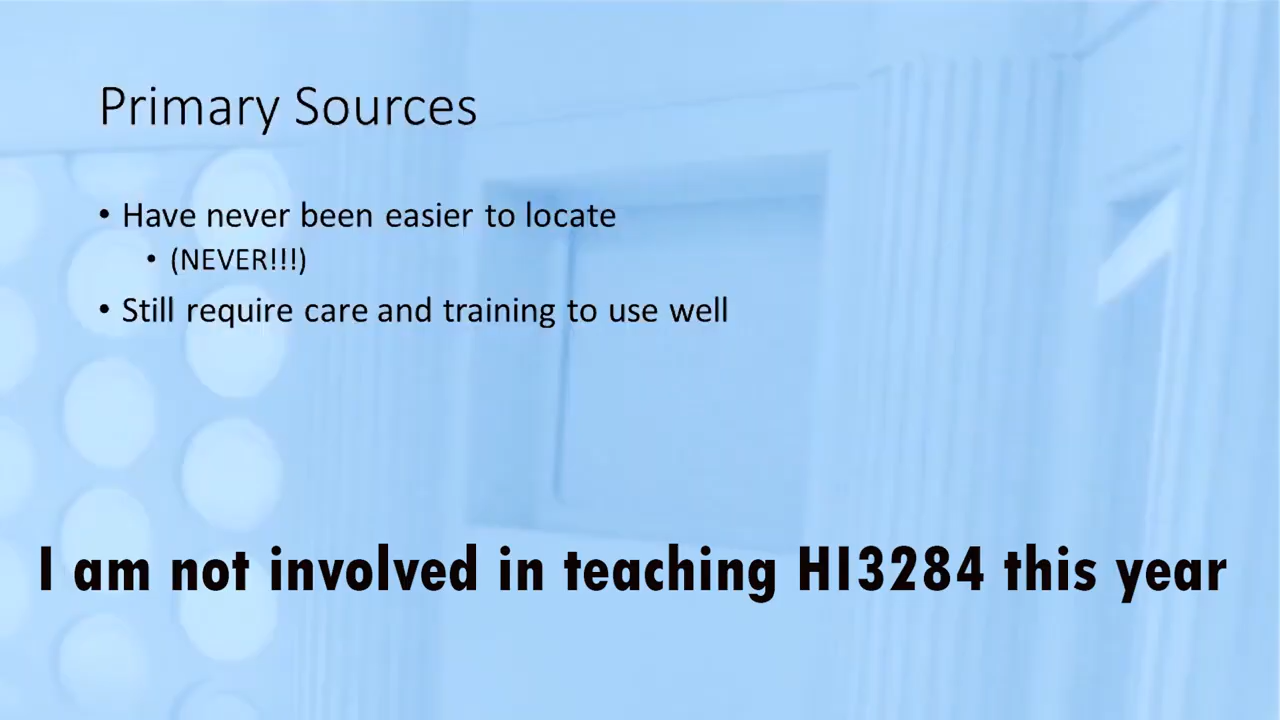 Primary Sources
• Have never been easier to locate
• (NEVER!!!)
• Still require care and training to use well
I am not involved in teaching HI3284 this year